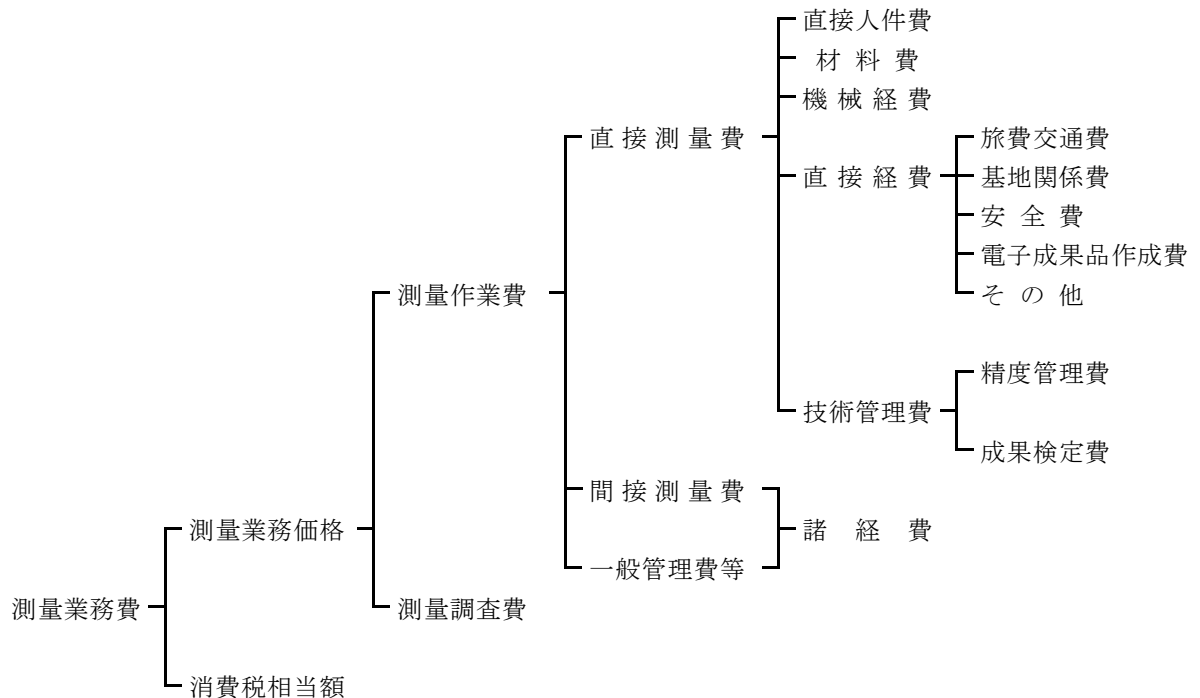 直接人件費
材料費
機械経費
直接測量費
旅費交通費
直接経費
基地関係費
安全費
電子成果品作成費
測量作業費
その他
精度管理費
技術管理費
成果検定費
間接測量費
測量業務価格
諸経費
一般管理費等
測量業務費
測量調査費
消費税相当額